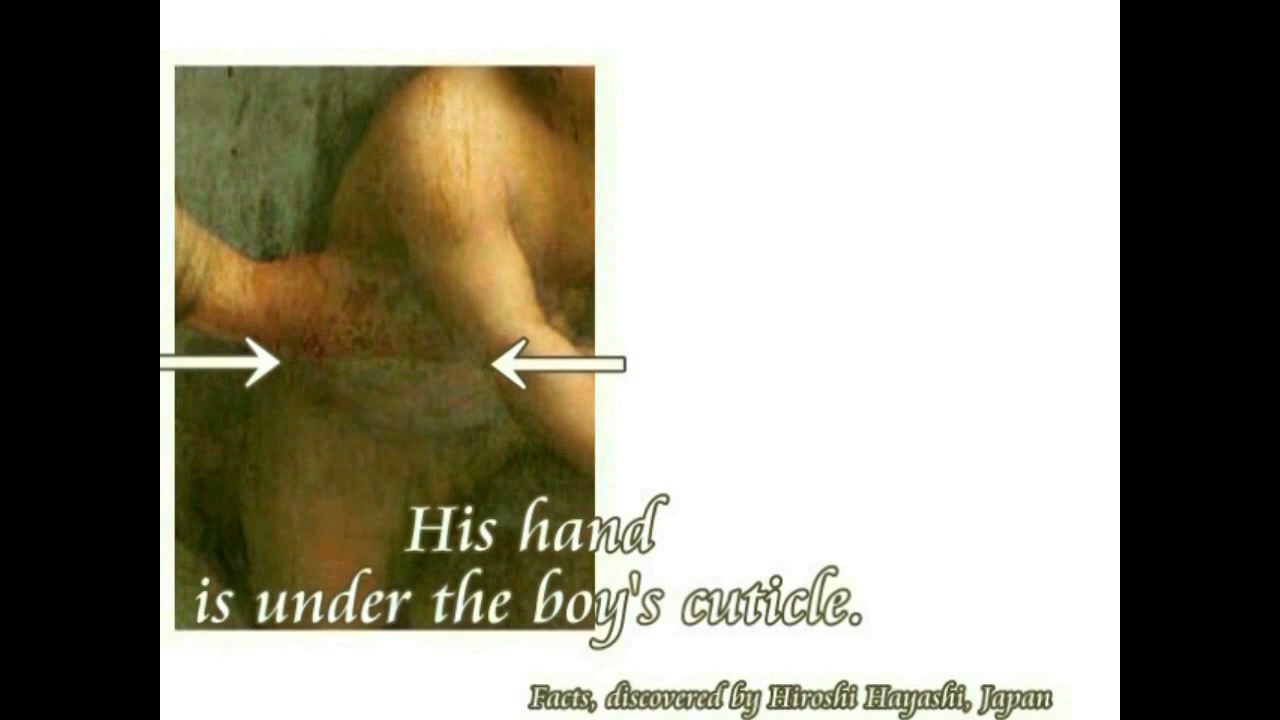 His hand
is under the boy's cuticle.
Facts, discovered by Hiroshi Hayashi, Japan